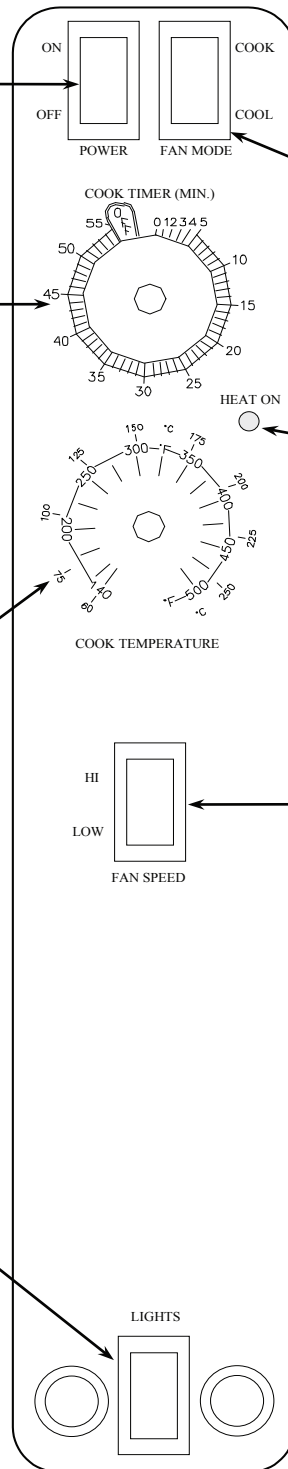 ON
OFF
POWER
COOK
COOL
FAN MODE
COOK TIMER (MIN.)
OFF
0 1 2 3 4 5
10
15
20
25
30
35
40
45
50
55
HEAT ON
60
75
100
125
150
°C
175
200
225
250
°C
140
200
250
300
°F
350
400
450
500
°F
COOK TEMPERATURE
HI
LOW
FAN SPEED
LIGHTS